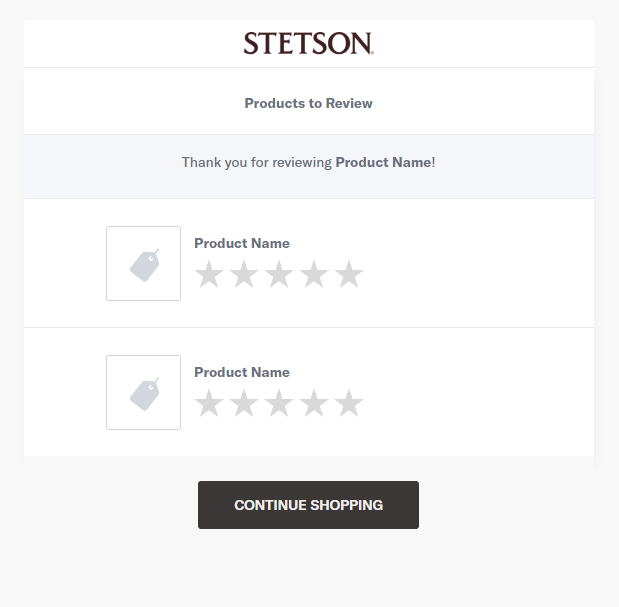 STETSON
Products to Review
Thank you for reviewing Product Name!
Product Name
Product Name
CONTINUE SHOPPING